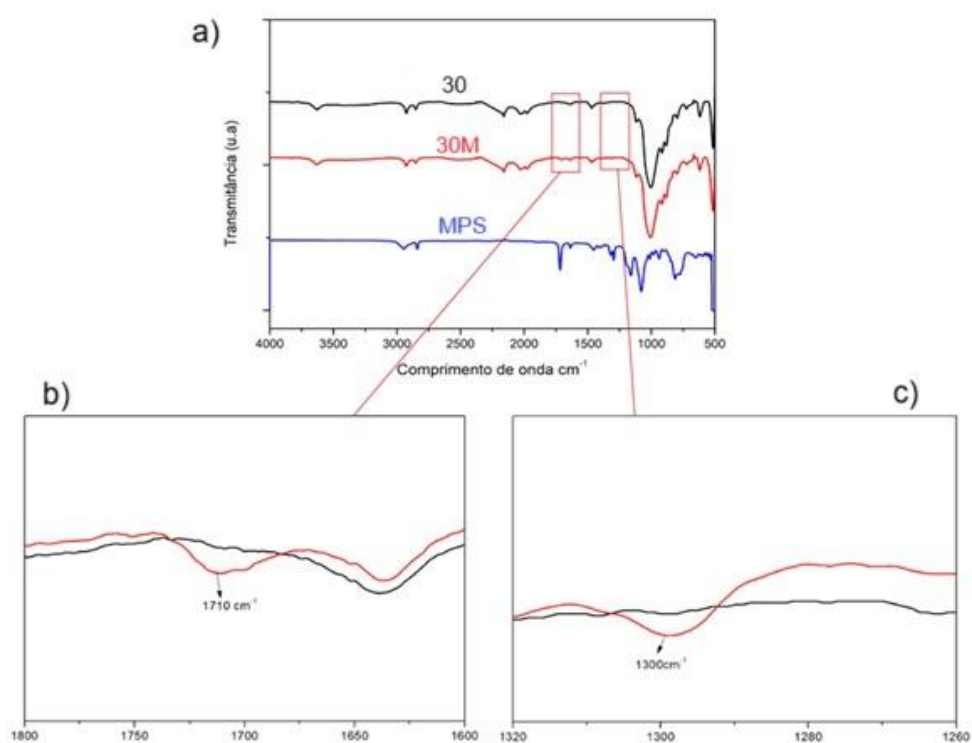 a)
30
30M
MPS
Transmitância (u.a)
4000 3500 3000 2500 2000 1500 1000 500
Comprimento de onda cm⁻¹
b)
1710 cm⁻¹
1800 1750 1700 1650 1600
c)
1300cm⁻¹
1320 1300 1280 1260